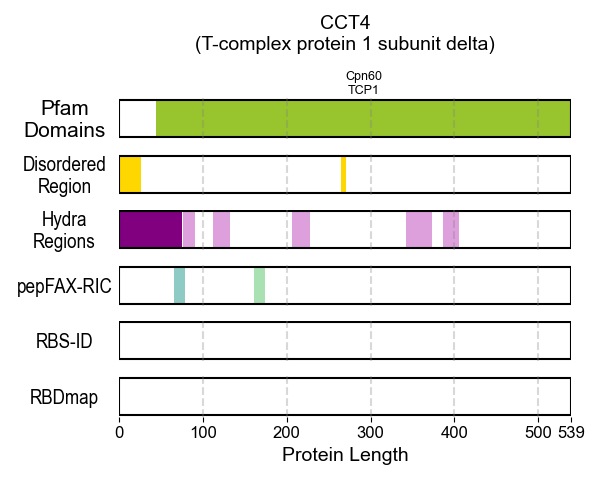 CCT4
(T-complex protein 1 subunit delta)
Cpn60
TCP1
Pfam
Domains
Disordered
Region
Hydra
Regions
pepFAX-RIC
RBS-ID
RBDmap
0 100 200 300 400 500 539
Protein Length